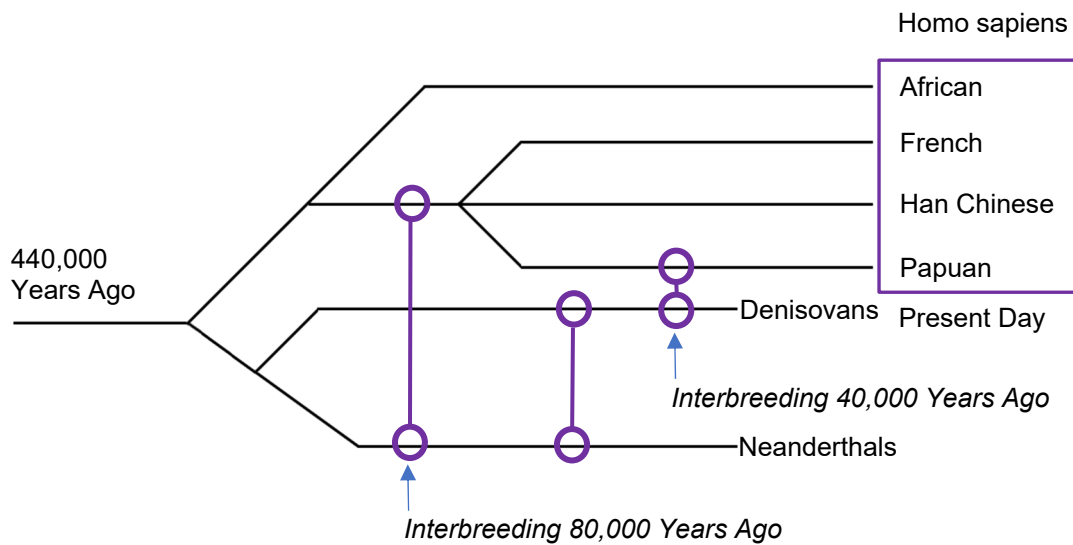 Homo sapiens
African
French
Han Chinese
440,000
Years Ago
Papuan
Denisovans
Present Day
Interbreeding 40,000 Years Ago
Neanderthals
Interbreeding 80,000 Years Ago